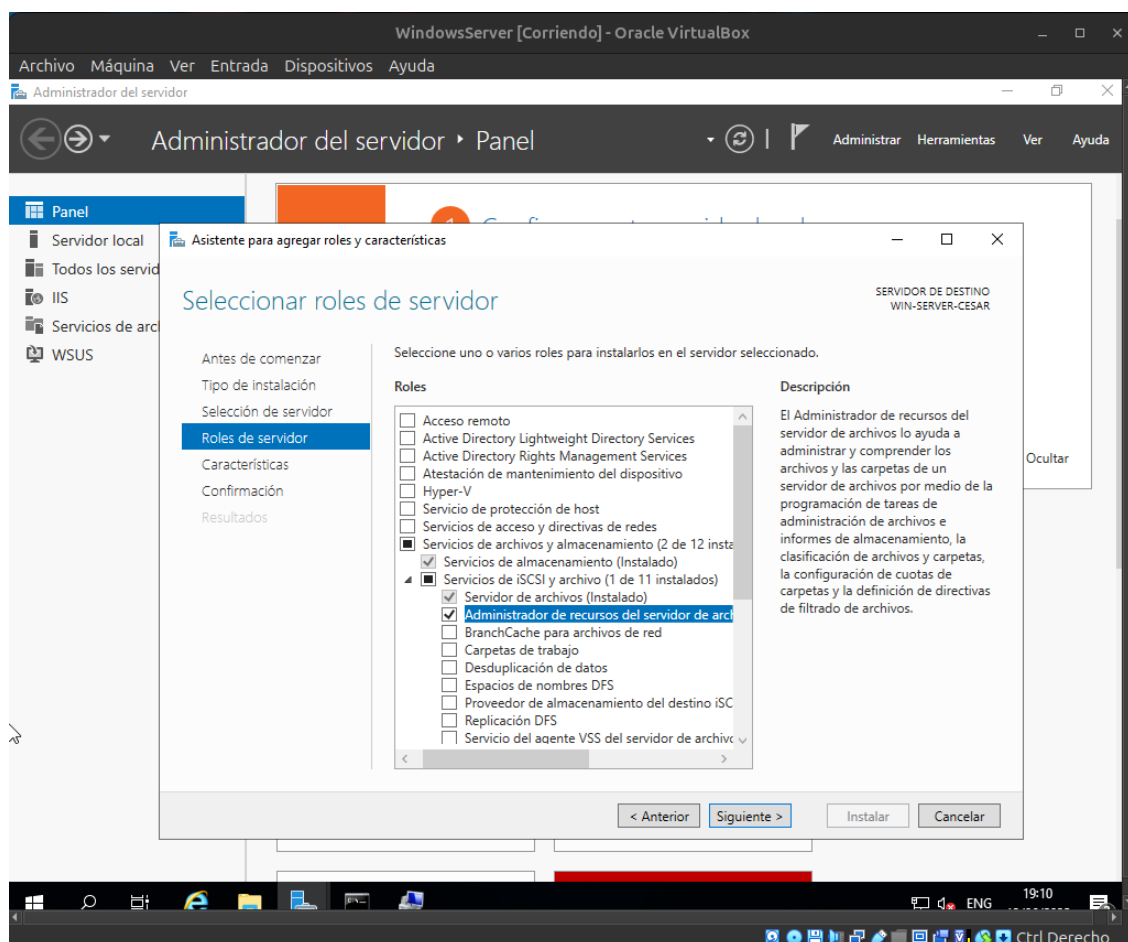 WindowsServer [Corriendo] - Oracle VirtualBox
Archivo Máquina Ver Entrada Dispositivos Ayuda
Administrador del servidor
Administrador del servidor Panel
Administrar Herramientas Ver Ayuda
Panel
Servidor local
Todos los servid
IIS
Servicios de arcl
WSUS
1
Asistente para agregar roles y características
Seleccionar roles de servidor
SERVIDOR DE DESTINO
WIN-SERVER-CESAR
Antes de comenzar
Tipo de instalación
Selección de servidor
Roles de servidor
Características
Confirmación
Resultados
Seleccione uno o varios roles para instalarlos en el servidor seleccionado.
Roles
Acceso remoto
Active Directory Lightweight Directory Services
Active Directory Rights Management Services
Atestación de mantenimiento del dispositivo
Hyper-V
Servicio de protección de host
Servicios de acceso y directivas de redes
Servicios de archivos y almacenamiento (2 de 12 insta
Servicios de almacenamiento (Instalado)
Servicios de iSCSI y archivo (1 de 11 instalados)
Servidor de archivos (Instalado)
Administrador de recursos del servidor de arch
BranchCache para archivos de red
Carpetas de trabajo
Desduplicación de datos
Espacios de nombres DFS
Proveedor de almacenamiento del destino iSC
Replicación DFS
Servicio del agente VSS del servidor de archivo
Descripción
El Administrador de recursos del
servidor de archivos lo ayuda a
administrar y comprender los
archivos y las carpetas de un
servidor de archivos por medio de la
programación de tareas de
administración de archivos e
informes de almacenamiento, la
clasificación de archivos y carpetas,
la configuración de cuotas de
carpetas y la definición de directivas
de filtrado de archivos.
Ocultar
< Anterior Siguiente > Instalar Cancelar
ENG
19:10
Ctrl Derecho